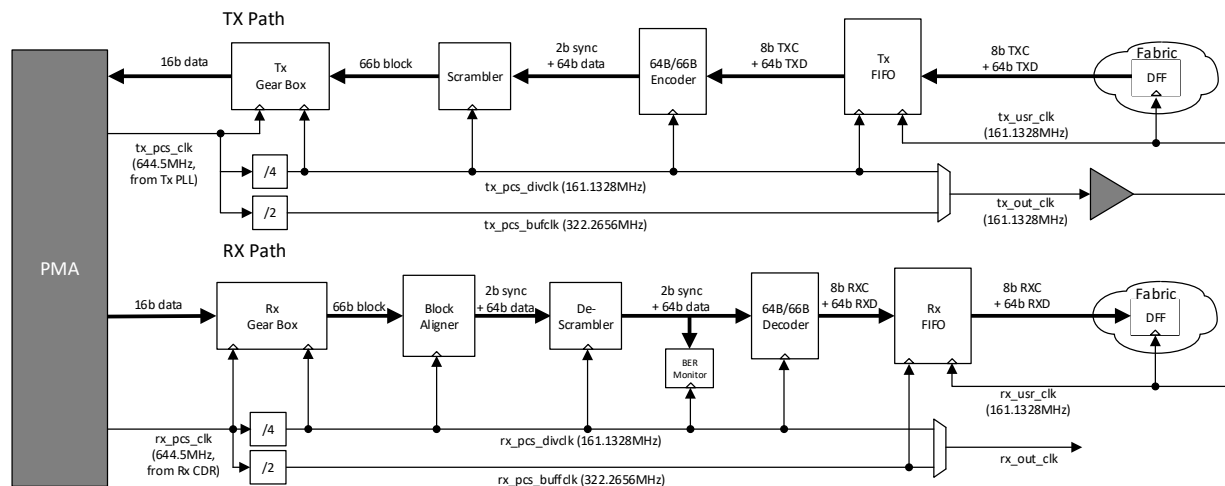 TX Path
PMA
16b data
Tx
Gear Box
66b block
Scrambler
2b sync
+ 64b data
64B/66B
Encoder
8b TXC
+ 64b TXD
Tx
FIFO
8b TXC
+ 64b TXD
Fabric
DFF
tx_usr_clk
(161.1328MHz)
tx_pcs_clk
(644.5MHz,
from Tx PLL)
/4
tx_pcs_divclk (161.1328MHz)
/2
tx_pcs_bufclk (322.2656MHz)
tx_out_clk
(161.1328MHz)
RX Path
16b data
Rx
Gear Box
66b block
Block
Aligner
2b sync
+ 64b data
De-
Scrambler
2b sync
+ 64b data
BER
Monitor
64B/66B
Decoder
8b RXC
+ 64b RXD
Rx
FIFO
8b RXC
+ 64b RXD
Fabric
DFF
rx_usr_clk
(161.1328MHz)
rx_pcs_clk
(644.5MHz,
from Rx CDR)
/4
rx_pcs_divclk (161.1328MHz)
/2
rx_pcs_buffclk (322.2656MHz)
rx_out_clk